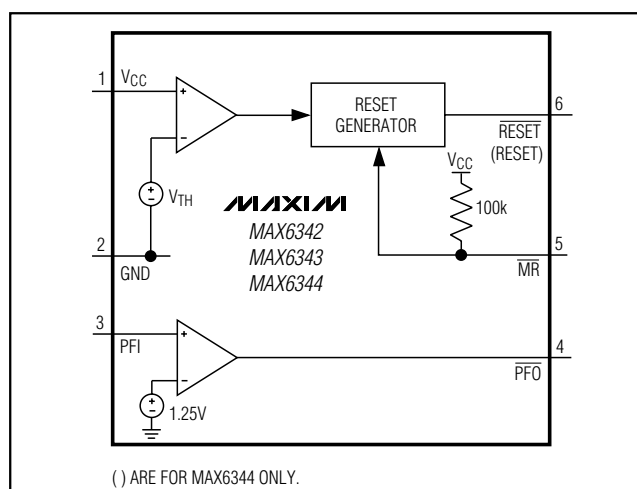 1 VCC
+
−
RESET
GENERATOR
6
RESET
(RESET)
VCC
+
−
VTH
100k
MAXIM
MAX6342
MAX6343
MAX6344
2
GND
5
MR
3
PFI
+
−
4
PFO
+
−
1.25V
( ) ARE FOR MAX6344 ONLY.